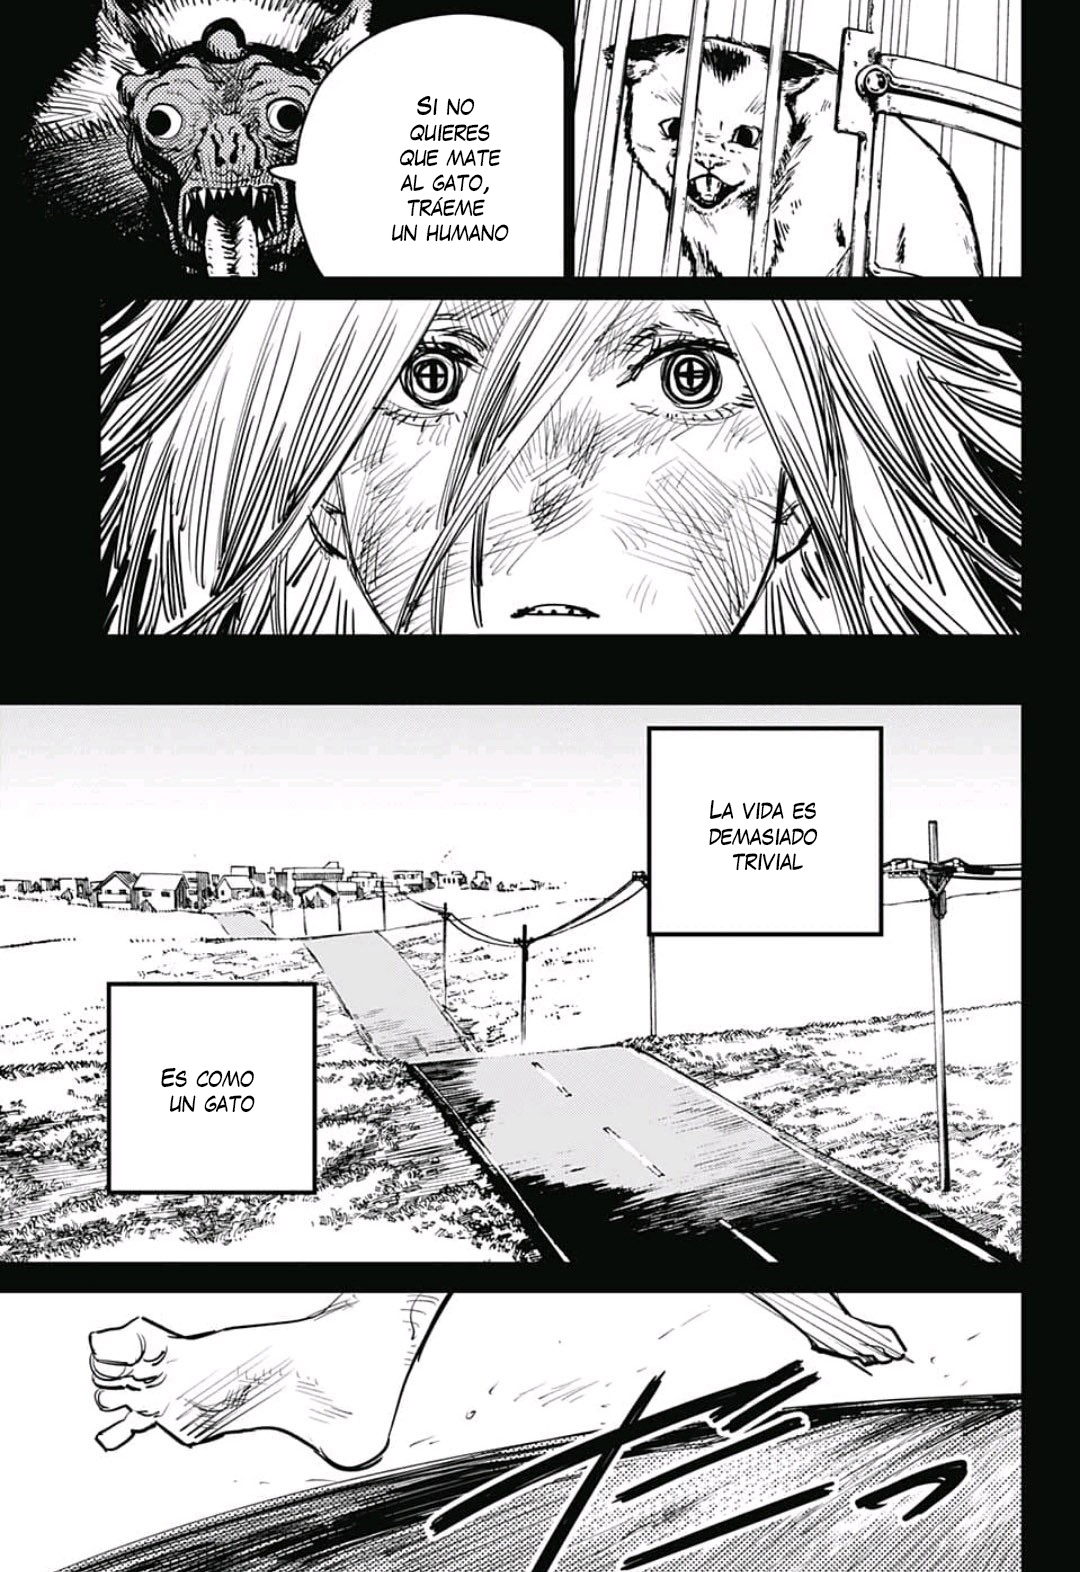 SI NO
QUIERES
QUE MATE
AL GATO,
TRÁEME
UN HUMANO
LA VIDA ES
DEMASIADO
TRIVIAL
ES COMO
UN GATO